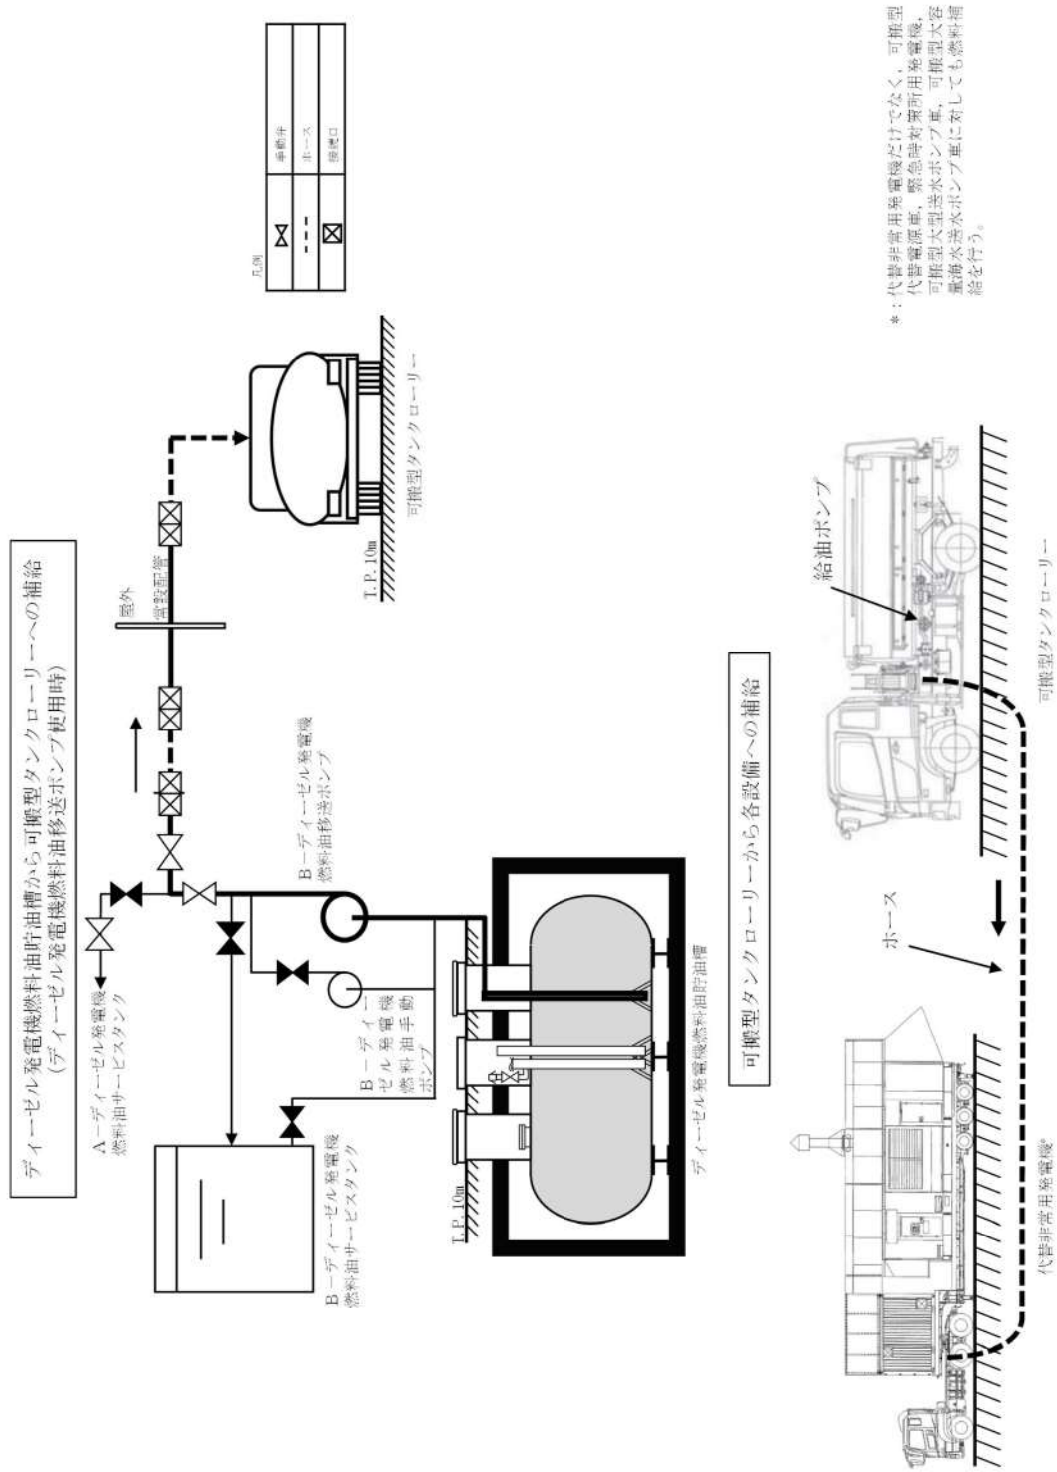 ディーゼル発電機燃料油貯油槽から可搬型タンクローリーへの補給
(ディーゼル発電機燃料油移送ポンプ使用時)
A－ディーゼル発電機
燃料油サービスタンク
屋外
常設配管
凡例
手動弁
ホース
接続口
B－ディーゼル発電機
燃料油サービスタンク
B－ディー
ゼル発電機
燃料油手動
ポンプ
B－ディーゼル発電機
燃料油移送ポンプ
T.P.10m
T.P.10m
可搬型タンクローリー
ディーゼル発電機燃料油貯油槽
可搬型タンクローリーから各設備への補給
ホース
給油ポンプ
代替非常用発電機*
可搬型タンクローリー
*：代替非常用発電機だけでなく，可搬型
代替電源車，緊急時対策所用発電機，
可搬型大型送水ポンプ車，可搬型大容
量海水送水ポンプ車に対しても燃料補
給を行う。